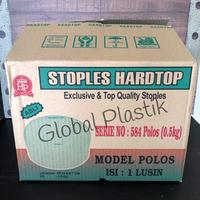 STOPLES HARDTOP
Exclusive & Top Quality Stoples
HP
Global Plastik
SERIE NO : 584 Polos (0.5kg)
MODEL POLOS
ISI : 1 LUSIN